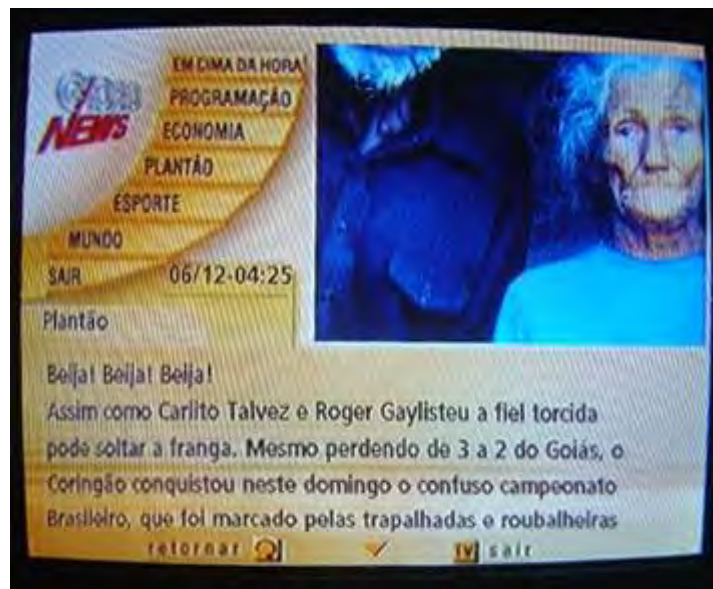 EM CIMA DA HORA!
PROGRAMAÇÃO
NEWS
ECONOMIA
PLANTÃO
ESPORTE
MUNDO
SAIR
06/12-04:25
Plantão
Beija! Beija! Beija!
Assim como Carlito Talvez e Roger Gaylisteu a fiel torcida
pode soltar a franga. Mesmo perdendo de 3 a 2 do Goiás, o
Coringão conquistou neste domingo o confuso campeonato
Brasileiro, que foi marcado pelas trapalhadas e roubalheiras
retornar
TV sair